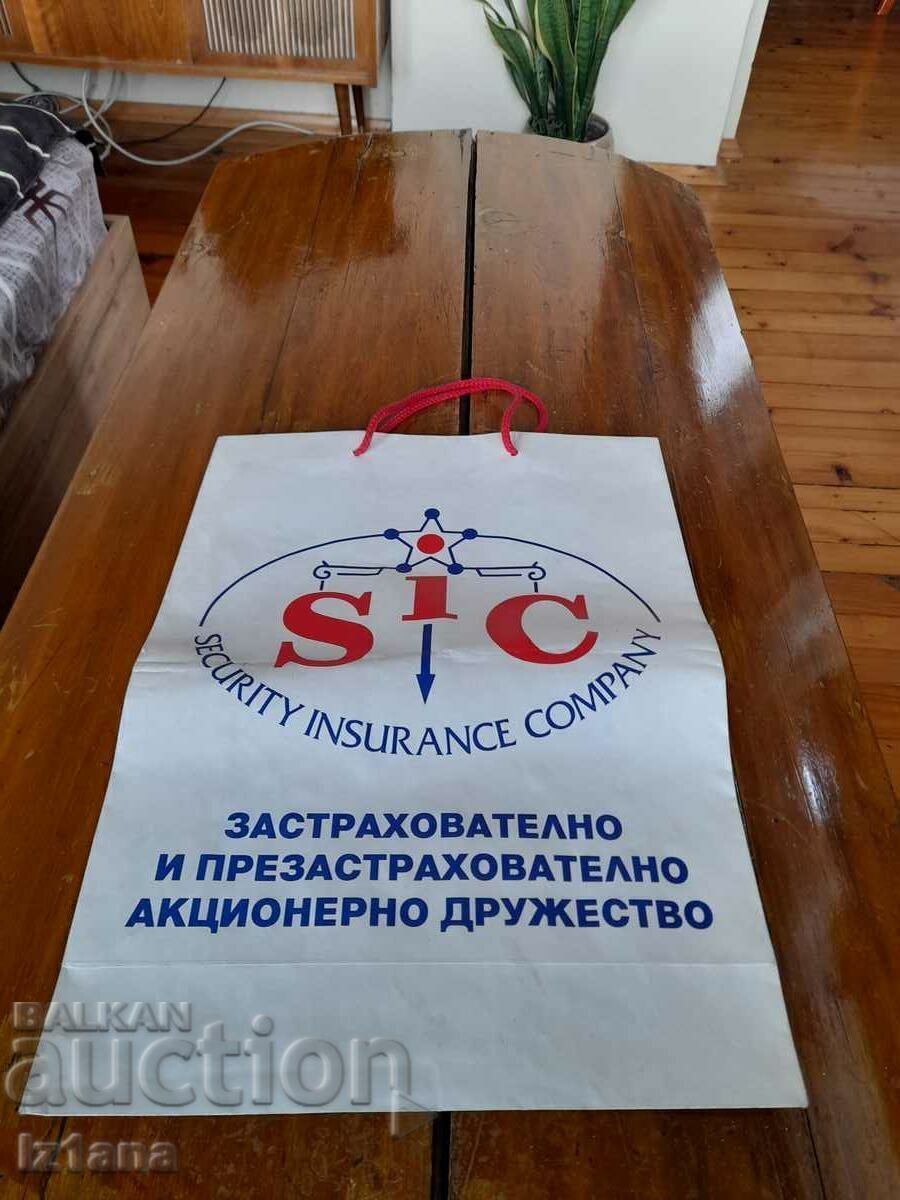 SiC
SECURITY INSURANCE COMPANY
ЗАСТРАХОВАТЕЛНО
И ПРЕЗАСТРАХОВАТЕЛНО
АКЦИОНЕРНО ДРУЖЕСТВО
BALKAN
auction
Iz1ana